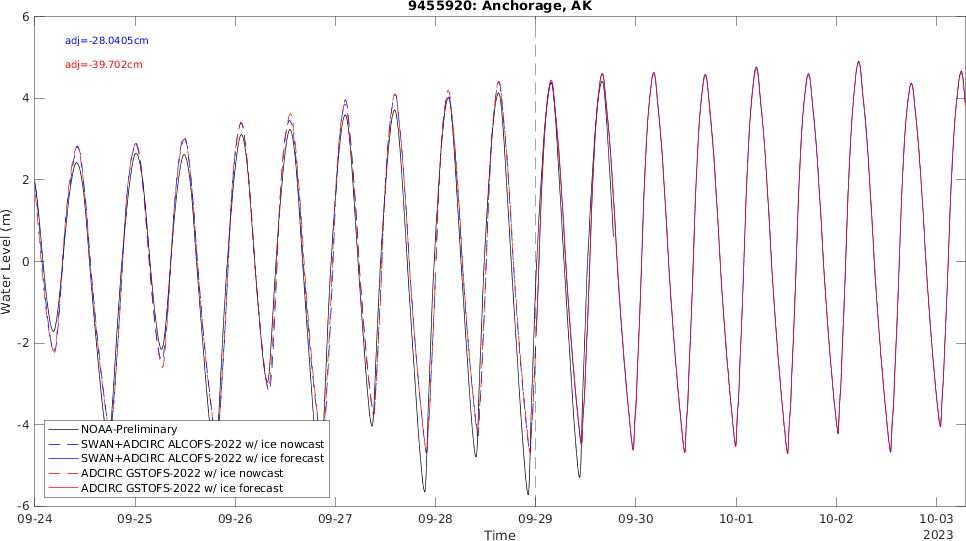 9455920: Anchorage, AK
adj=-28.0405cm
adj=-39.702cm
6
4
2
0
-2
-4
-6
Water Level (m)
NOAA-Preliminary
SWAN+ADCIRC ALCOFS-2022 w/ ice nowcast
SWAN+ADCIRC ALCOFS-2022 w/ ice forecast
ADCIRC GSTOFS-2022 w/ ice nowcast
ADCIRC GSTOFS-2022 w/ ice forecast
09-24 09-25 09-26 09-27 09-28 09-29 09-30 10-01 10-02 10-03
2023
Time